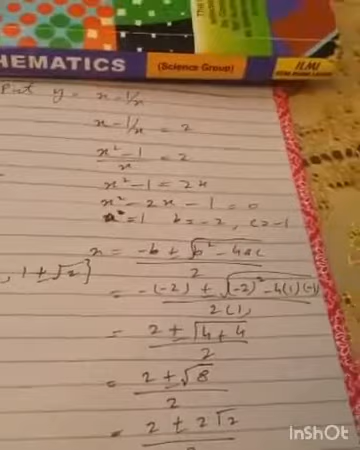 HEMATICS (Science Group) ILMI
Put y = x - 1/x
x - 1/x = 2
x² - 1 / x = 2
x² - 1 = 2x
x² - 2x - 1 = 0
a = 1 b = -2, c = -1
x = -b ± √b² - 4ac / 2
, 1 ± √2}
= -(-2) ± √(-2)² - 4(1)(-1) / 2(1)
= 2 ± √4 + 4 / 2
= 2 ± √8 / 2
= 2 ± 2√2
InShOt